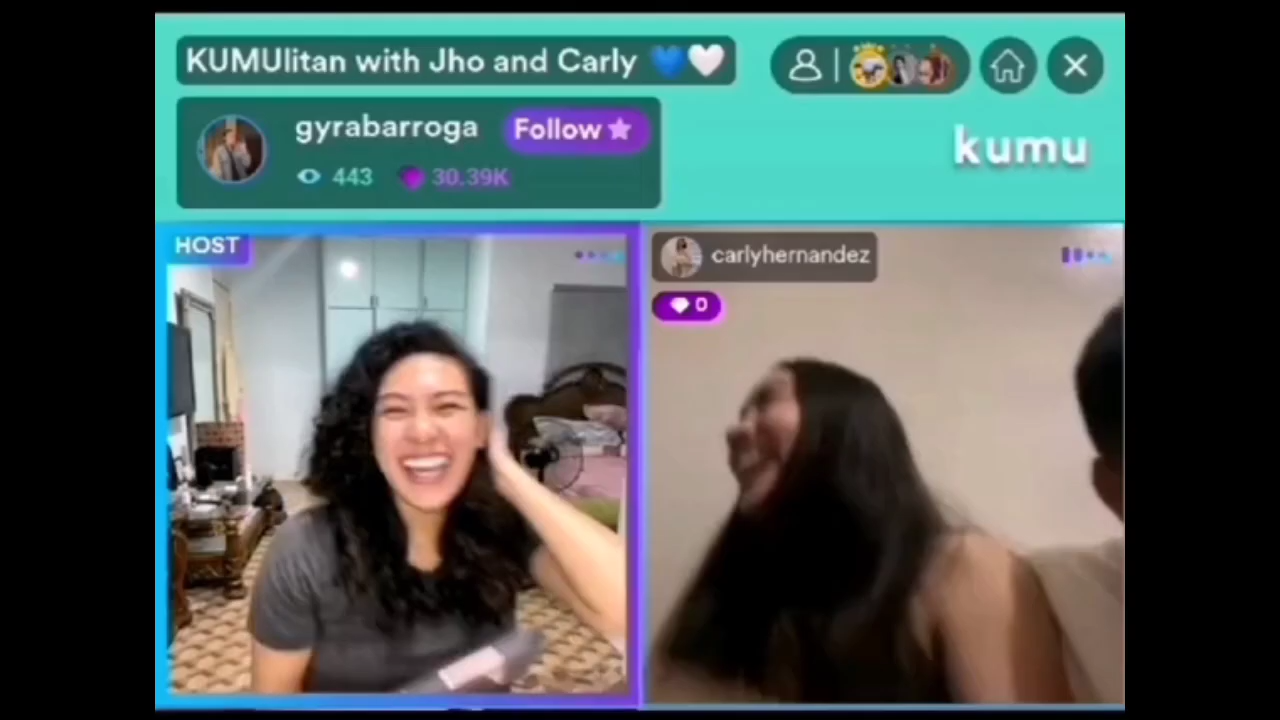 KUMUlitan with Jho and Carly 💙🤍
gyrabarroga
Follow
443
30.39K
kumu
HOST
carlyhernandez
0